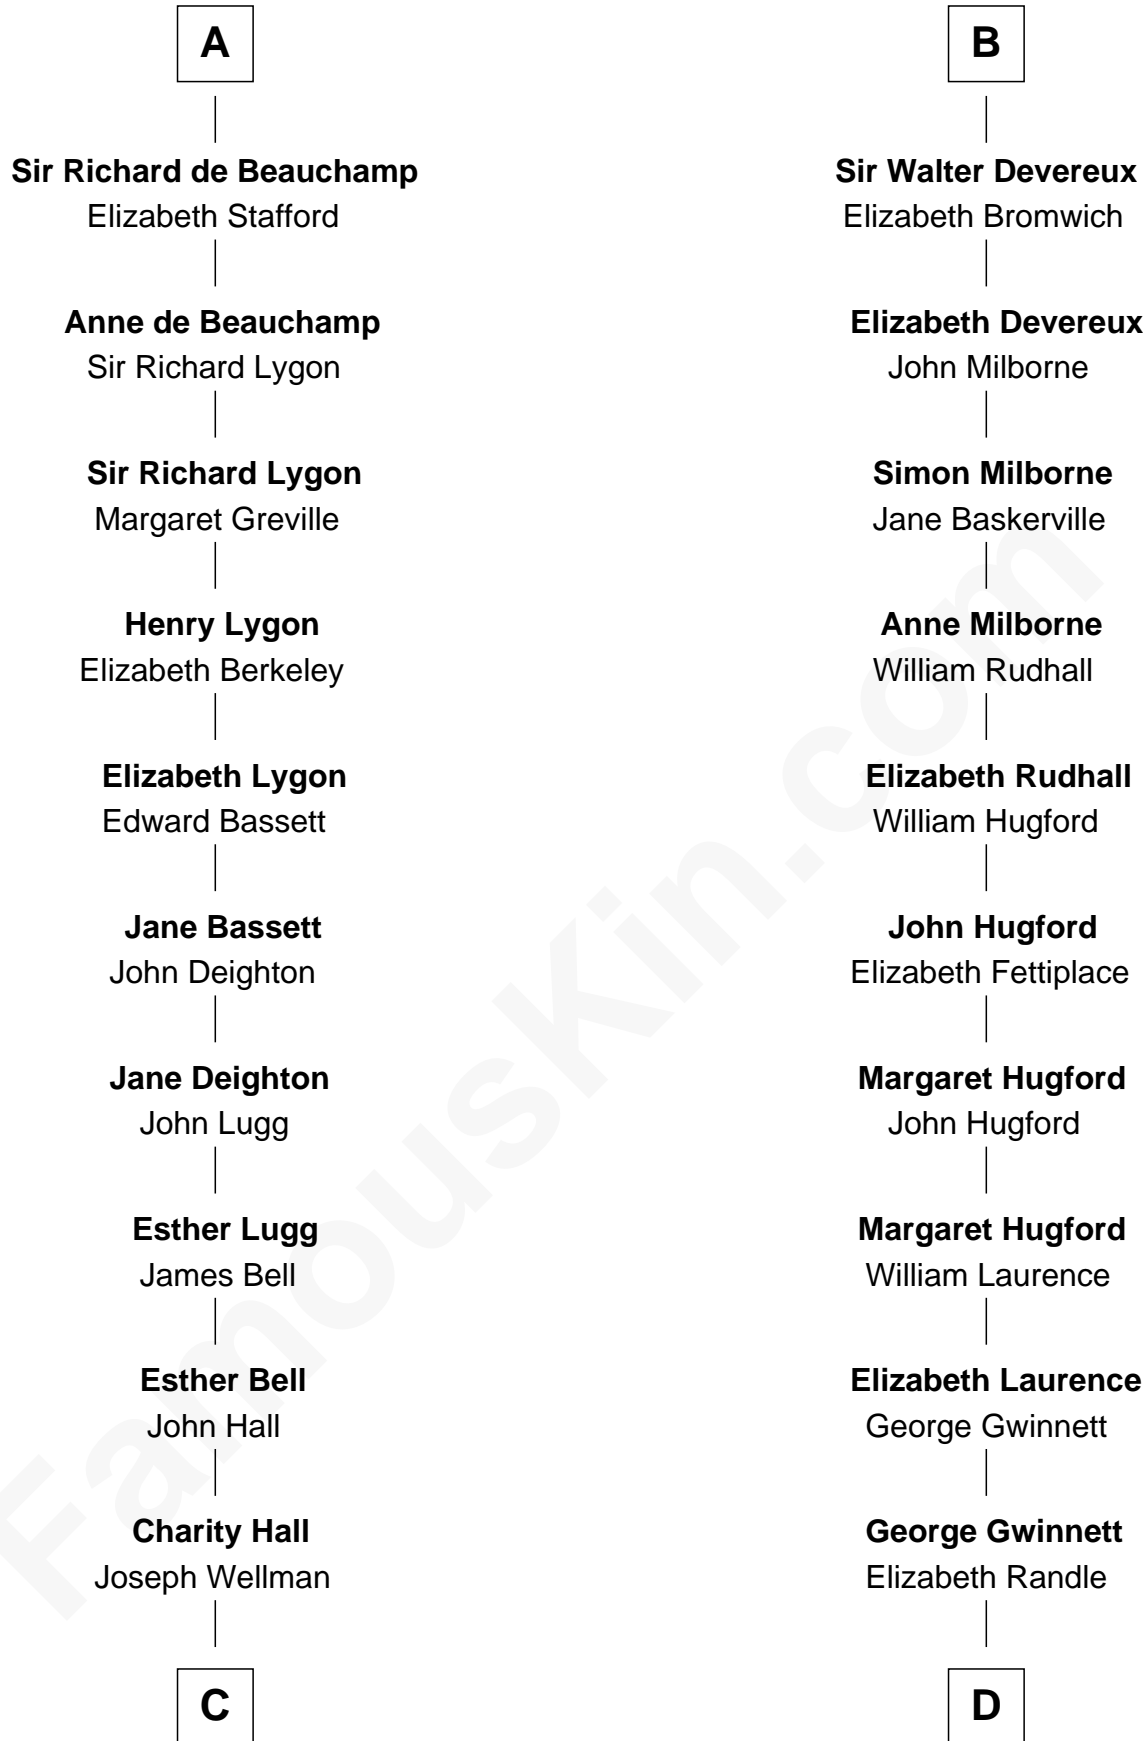 A
Sir Richard de Beauchamp
Elizabeth Stafford
Anne de Beauchamp
Sir Richard Lygon
Sir Richard Lygon
Margaret Greville
Henry Lygon
Elizabeth Berkeley
Elizabeth Lygon
Edward Bassett
Jane Bassett
John Deighton
Jane Deighton
John Lugg
Esther Lugg
James Bell
Esther Bell
John Hall
Charity Hall
Joseph Wellman
C
B
Sir Walter Devereux
Elizabeth Bromwich
Elizabeth Devereux
John Milborne
Simon Milborne
Jane Baskerville
Anne Milborne
William Rudhall
Elizabeth Rudhall
William Hugford
John Hugford
Elizabeth Fettiplace
Margaret Hugford
John Hugford
Margaret Hugford
William Laurence
Elizabeth Laurence
George Gwinnett
George Gwinnett
Elizabeth Randle
D
FamousKin.com